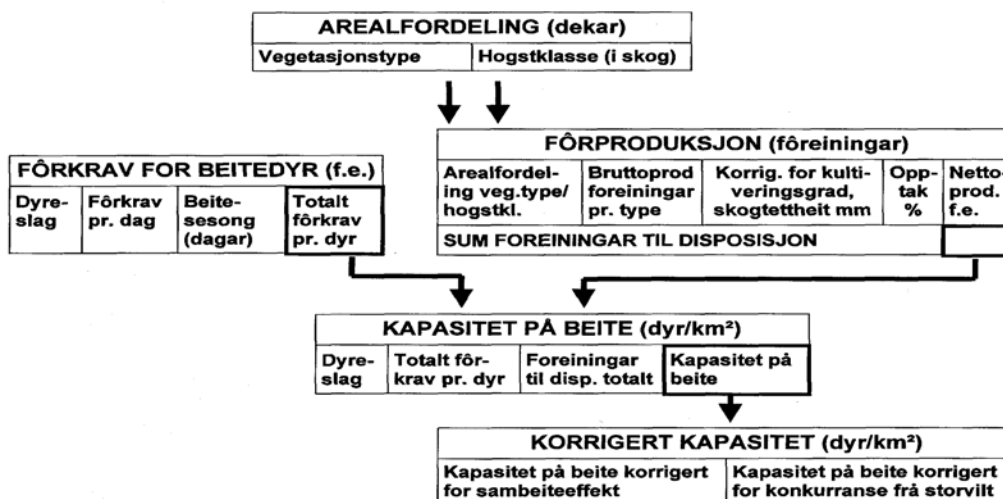 AREALFORDELING (dekar)
Vegetasjonstype
Hogstklasse (i skog)
FÔRKRAV FOR BEITEDYR (f.e.)
Dyre-
slag
Fôrkrav
pr. dag
Beite-
sesong
(dagar)
Totalt
fôrkrav
pr. dyr
FÔRPRODUKSJON (fôreiningar)
Arealfordel-
ing veg.type/
hogstkl.
Bruttoprod
foreiningar
pr. type
Korrig. for kulti-
veringsgrad,
skogtettheit mm
Opp-
tak
%
Netto-
prod.
f.e.
SUM FOREININGAR TIL DISPOSISJON
KAPASITET PÅ BEITE (dyr/km²)
Dyre-
slag
Totalt fôr-
krav pr. dyr
Foreiningar
til disp. totalt
Kapasitet på
beite
KORRIGERT KAPASITET (dyr/km²)
Kapasitet på beite korrigert
for sambeiteeffekt
Kapasitet på beite korrigert
for konkurranse frå storvilt